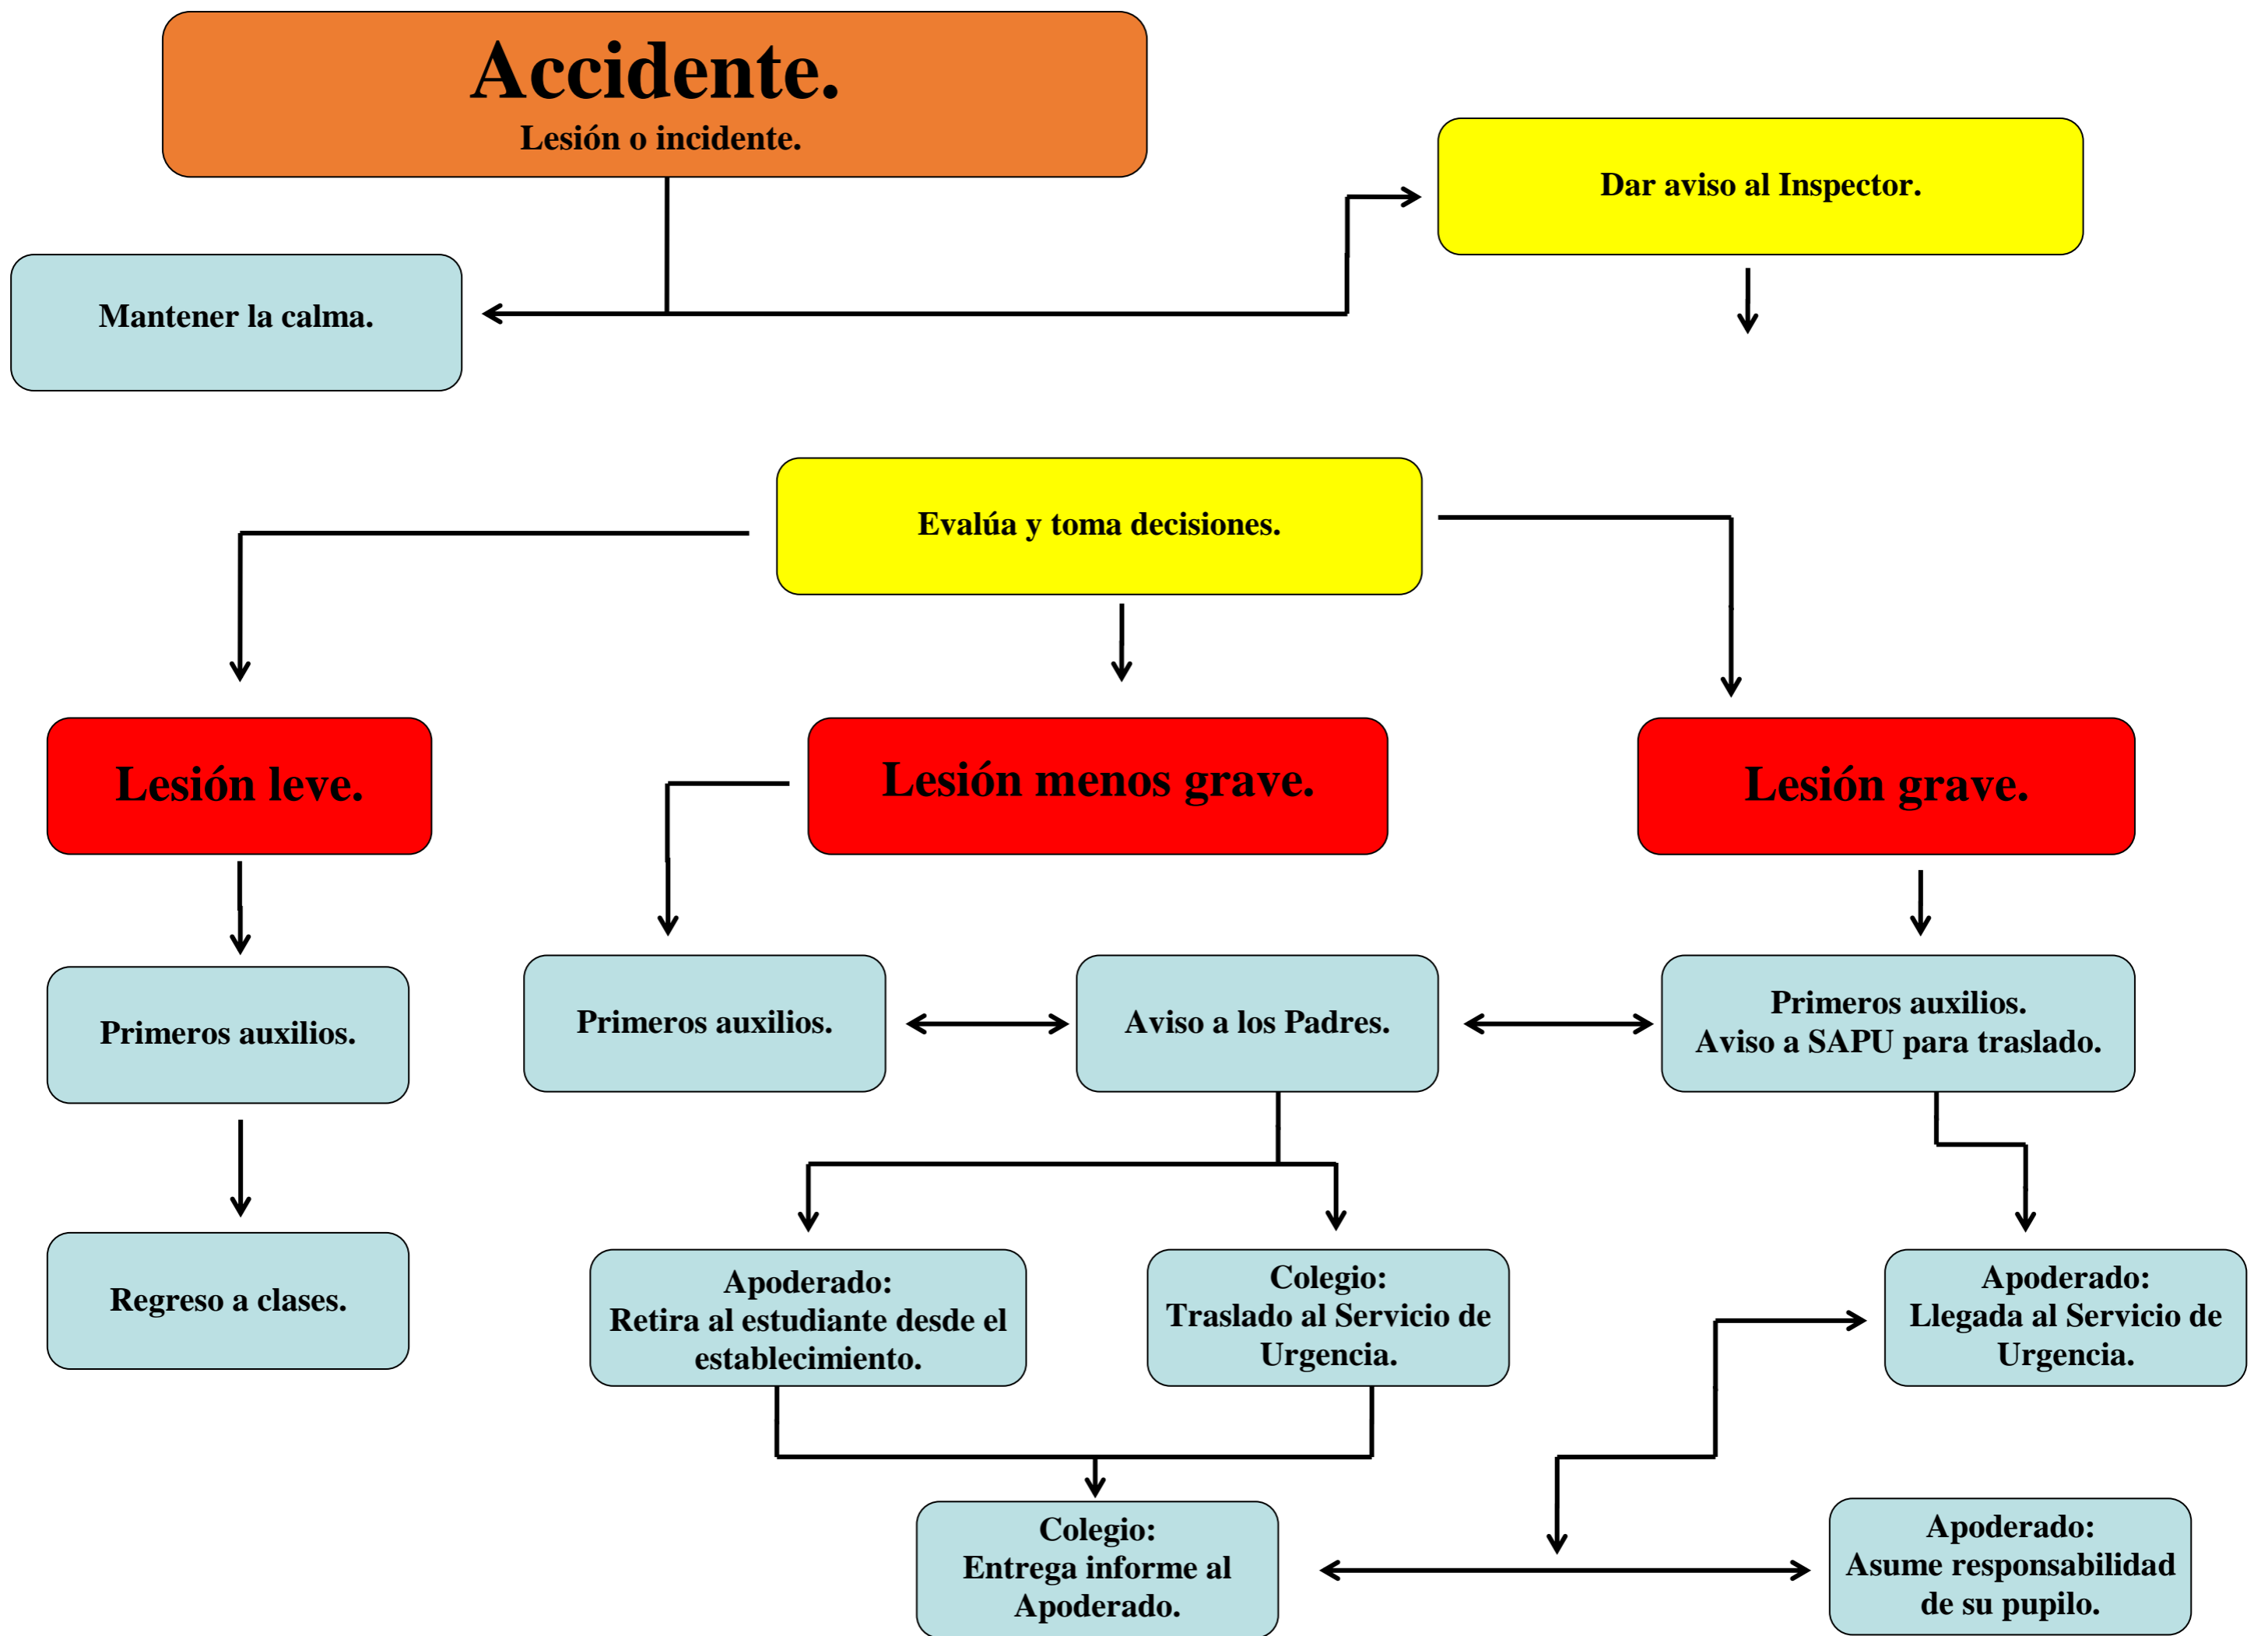 Accidente.
Lesión o incidente.
Dar aviso al Inspector.
Mantener la calma.
Evalúa y toma decisiones.
Lesión leve.
Lesión menos grave.
Lesión grave.
Primeros auxilios.
Primeros auxilios.
Aviso a los Padres.
Primeros auxilios.
Aviso a SAPU para traslado.
Regreso a clases.
Apoderado:
Retira al estudiante desde el
establecimiento.
Colegio:
Traslado al Servicio de
Urgencia.
Apoderado:
Llegada al Servicio de
Urgencia.
Colegio:
Entrega informe al
Apoderado.
Apoderado:
Asume responsabilidad
de su pupilo.